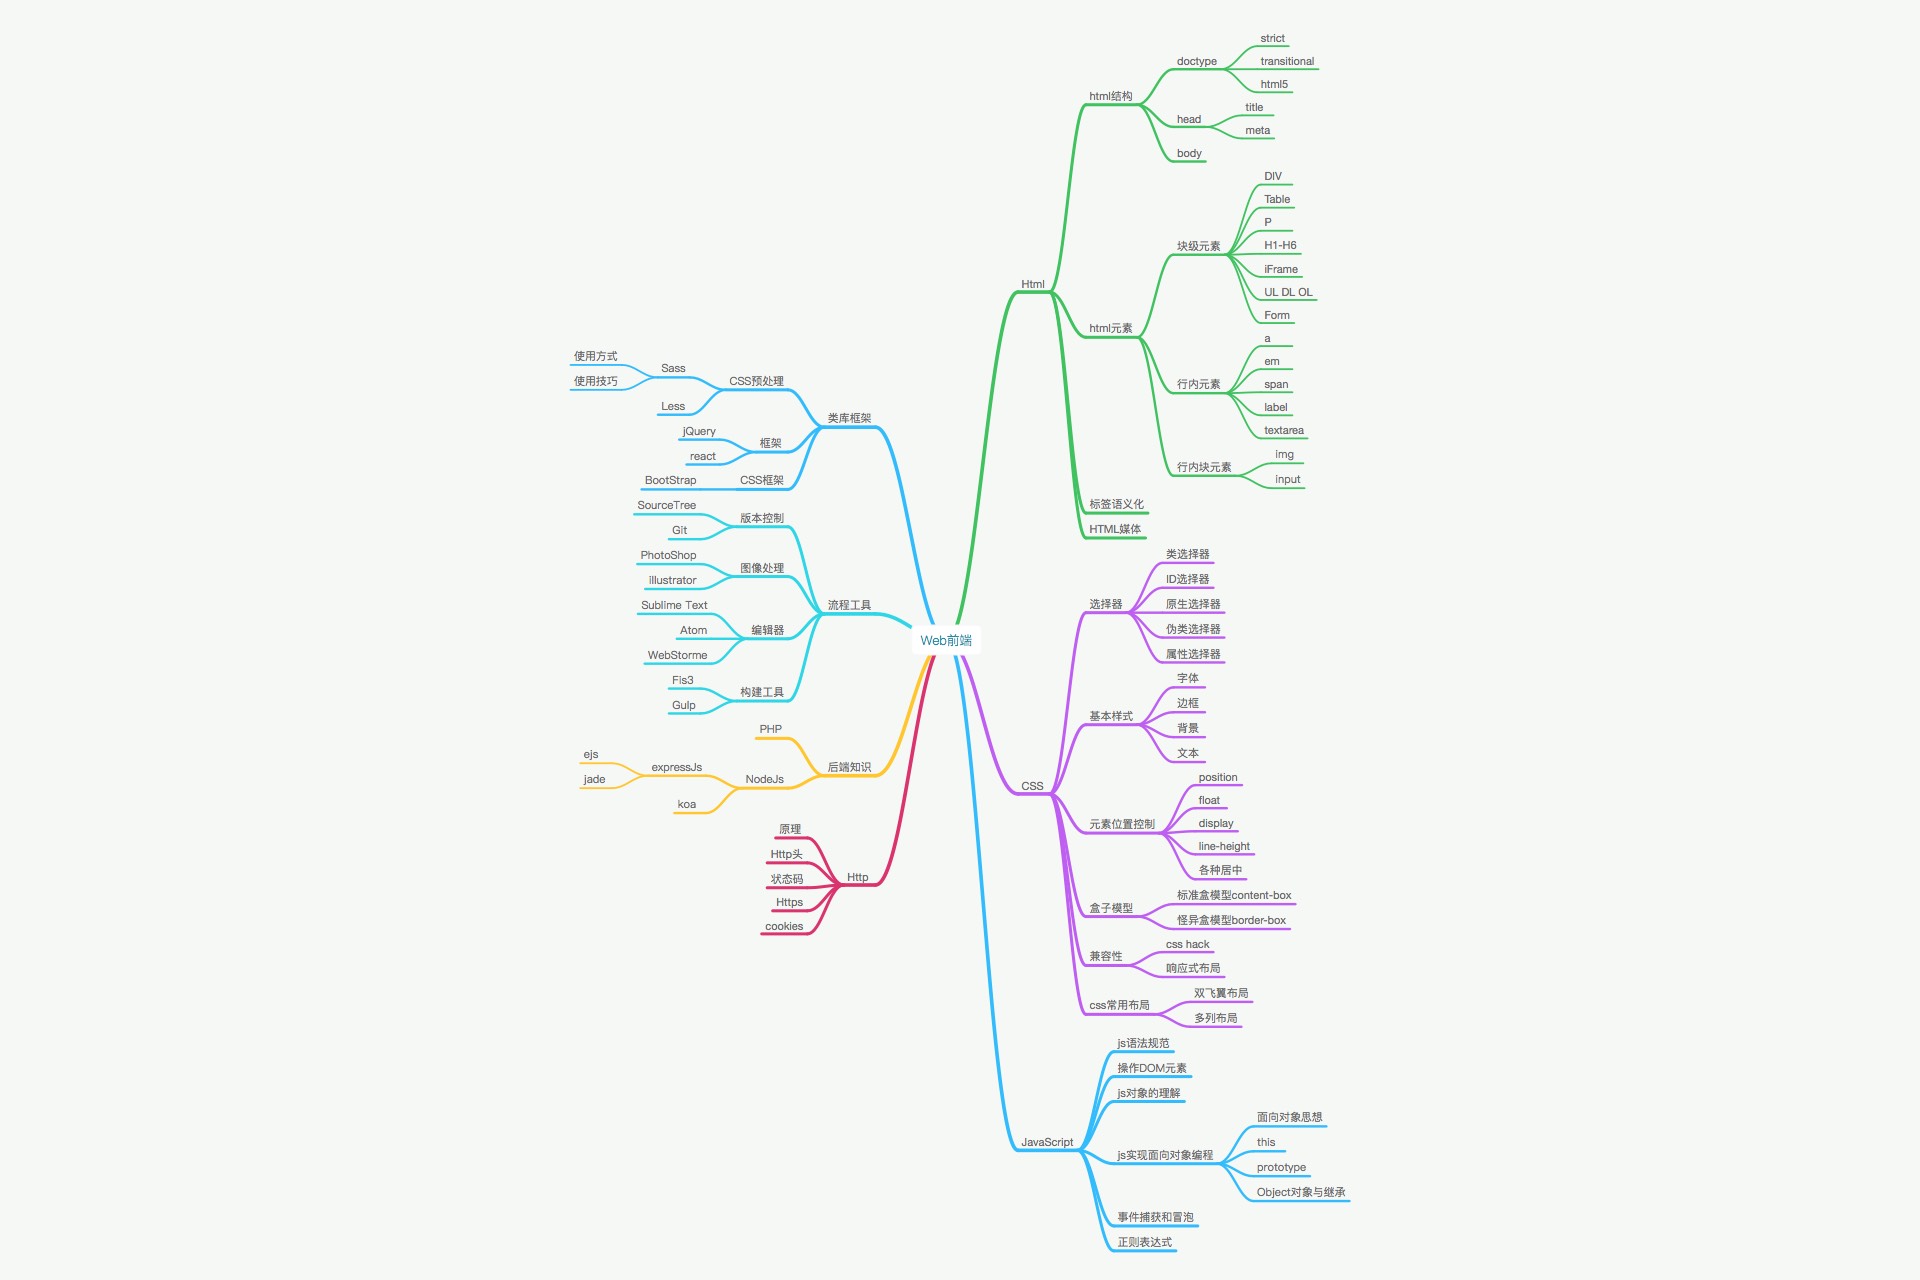 Web前端
Html
html结构
doctype
strict
transitional
html5
head
title
meta
body
html元素
块级元素
DIV
Table
P
H1-H6
iFrame
UL DL OL
Form
行内元素
a
em
span
label
textarea
行内块元素
img
input
标签语义化
HTML媒体
CSS
选择器
类选择器
ID选择器
原生选择器
伪类选择器
属性选择器
基本样式
字体
边框
背景
文本
元素位置控制
position
float
display
line-height
各种居中
盒子模型
标准盒模型content-box
怪异盒模型border-box
兼容性
css hack
响应式布局
css常用布局
双飞翼布局
多列布局
JavaScript
js语法规范
操作DOM元素
js对象的理解
js实现面向对象编程
面向对象思想
this
prototype
Object对象与继承
事件捕获和冒泡
正则表达式
类库框架
CSS预处理
Sass
使用方式
使用技巧
Less
框架
jQuery
react
CSS框架
BootStrap
流程工具
版本控制
SourceTree
Git
图像处理
PhotoShop
illustrator
编辑器
Sublime Text
Atom
WebStorme
构建工具
Fis3
Gulp
后端知识
PHP
NodeJs
expressJs
ejs
jade
koa
Http
原理
Http头
状态码
Https
cookies